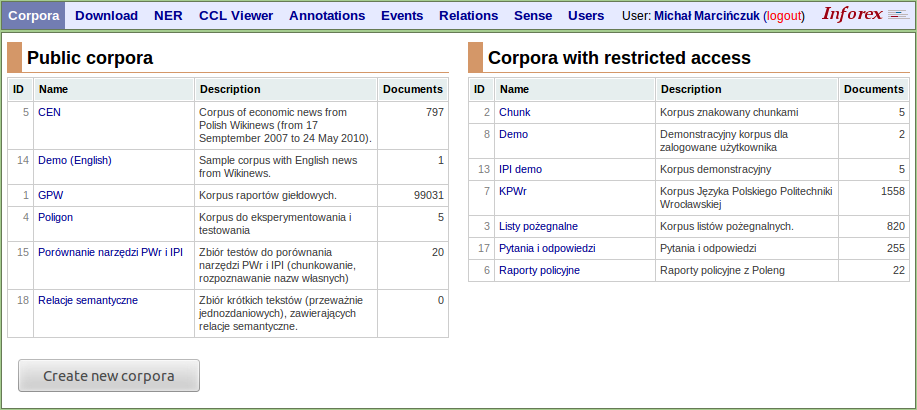 Corpora Download NER CCL Viewer Annotations Events Relations Sense Users User: Michał Marcińczuk (logout) Inforex
Public corpora
ID Name Description Documents
5 CEN Corpus of economic news from 797
Polish Wikinews (from 17
Semptember 2007 to 24 May 2010).
14 Demo (English) Sample corpus with English news 1
from Wikinews.
1 GPW Korpus raportów giełdowych. 99031
4 Poligon Korpus do eksperymentowania i 5
testowania
15 Porównanie narzędzi PWr i IPI Zbiór testów do porównania 20
narzędzi PWr i IPI (chunkowanie,
rozpoznawanie nazw własnych)
18 Relacje semantyczne Zbiór krótkich tekstów (przeważnie 0
jednozdaniowych), zawierających
relacje semantyczne.
Create new corpora
Corpora with restricted access
ID Name Description Documents
2 Chunk Korpus znakowany chunkami 5
8 Demo Demonstracyjny korpus dla 2
zalogowane użytkownika
13 IPI demo Korpus demonstracyjny 5
7 KPWr Korpus Języka Polskiego Politechniki 1558
Wrocławskiej
3 Listy pożegnalne Korpus listów pożegnalnych. 820
17 Pytania i odpowiedzi Pytania i odpowiedzi 255
6 Raporty policyjne Raporty policyjne z Poleng 22